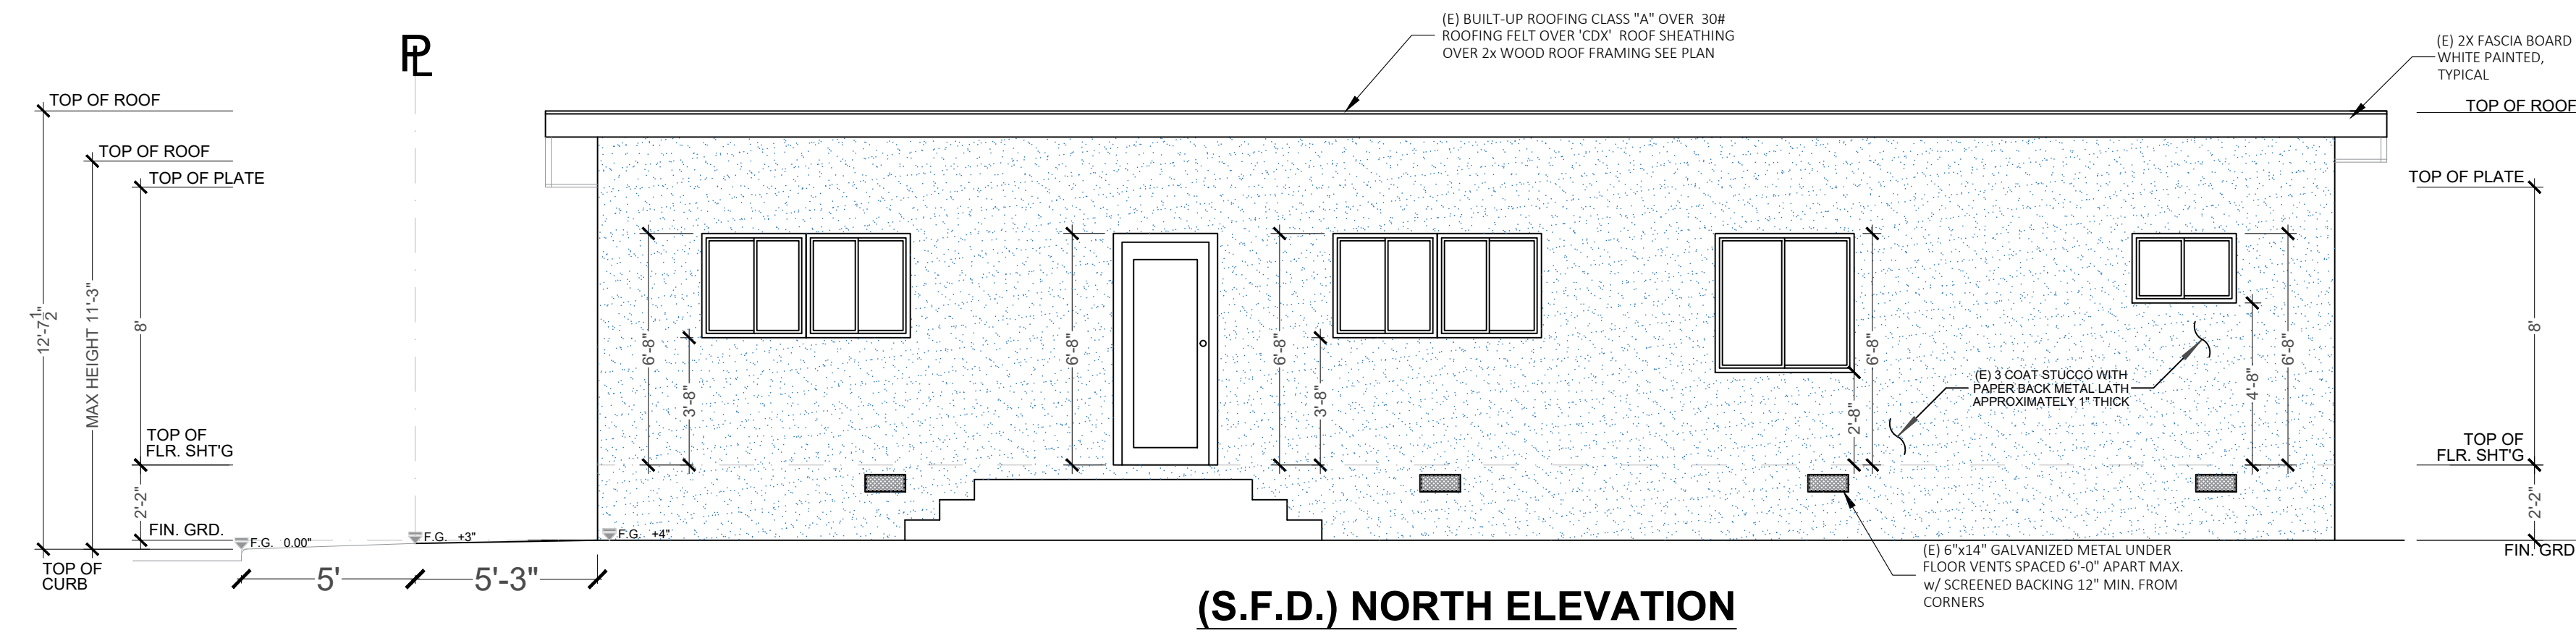 (E) BUILT-UP ROOFING CLASS "A" OVER 30#
ROOFING FELT OVER 'CDX' ROOF SHEATHING
OVER 2x WOOD ROOF FRAMING SEE PLAN
(E) 2X FASCIA BOARD
WHITE PAINTED,
TYPICAL
PL
TOP OF ROOF
TOP OF ROOF
TOP OF ROOF
TOP OF PLATE
TOP OF PLATE
12'-7 1/2"
MAX HEIGHT 11'-3"
8'
6'-8"
3'-8"
6'-8"
6'-8"
3'-8"
6'-8"
2'-8"
(E) 3 COAT STUCCO WITH
PAPER BACK METAL LATH
APPROXIMATELY 1" THICK
4'-8"
6'-8"
8'
TOP OF
FLR. SHT'G
TOP OF
FLR. SHT'G
2'-2"
2'-2"
FIN. GRD.
F.G. 0.00"
F.G. +3"
F.G. +4"
FIN. GRD
TOP OF
CURB
5'
5'-3"
(E) 6"x14" GALVANIZED METAL UNDER
FLOOR VENTS SPACED 6'-0" APART MAX.
w/ SCREENED BACKING 12" MIN. FROM
CORNERS
(S.F.D.) NORTH ELEVATION